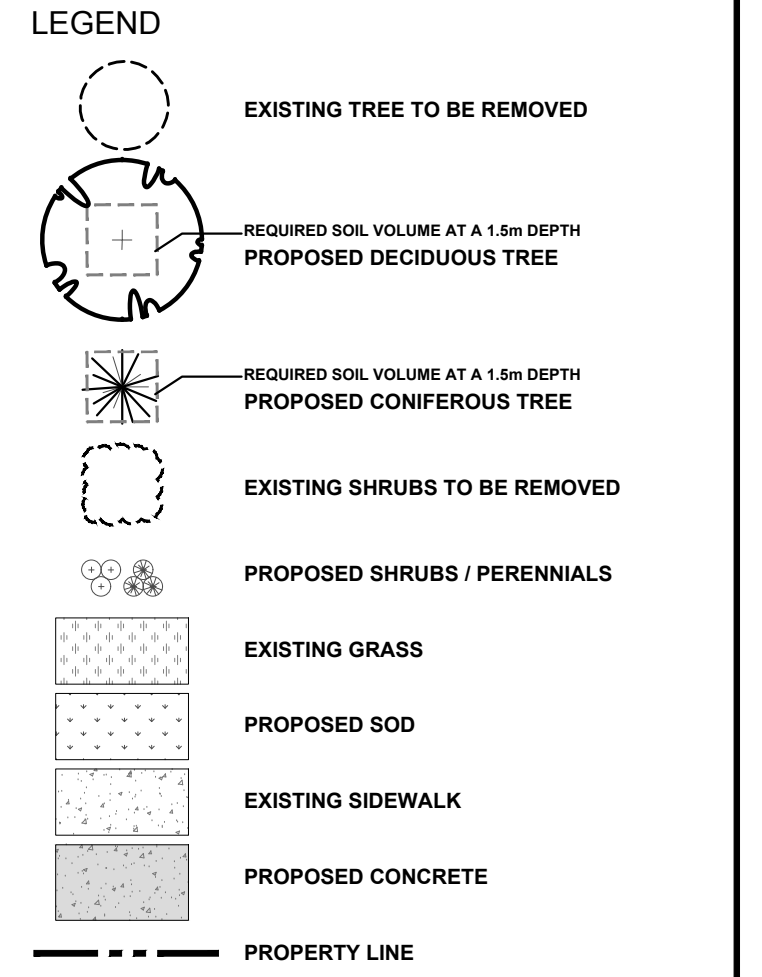 LEGEND
EXISTING TREE TO BE REMOVED
REQUIRED SOIL VOLUME AT A 1.5m DEPTH
PROPOSED DECIDUOUS TREE
REQUIRED SOIL VOLUME AT A 1.5m DEPTH
PROPOSED CONIFEROUS TREE
EXISTING SHRUBS TO BE REMOVED
PROPOSED SHRUBS / PERENNIALS
EXISTING GRASS
PROPOSED SOD
EXISTING SIDEWALK
PROPOSED CONCRETE
PROPERTY LINE